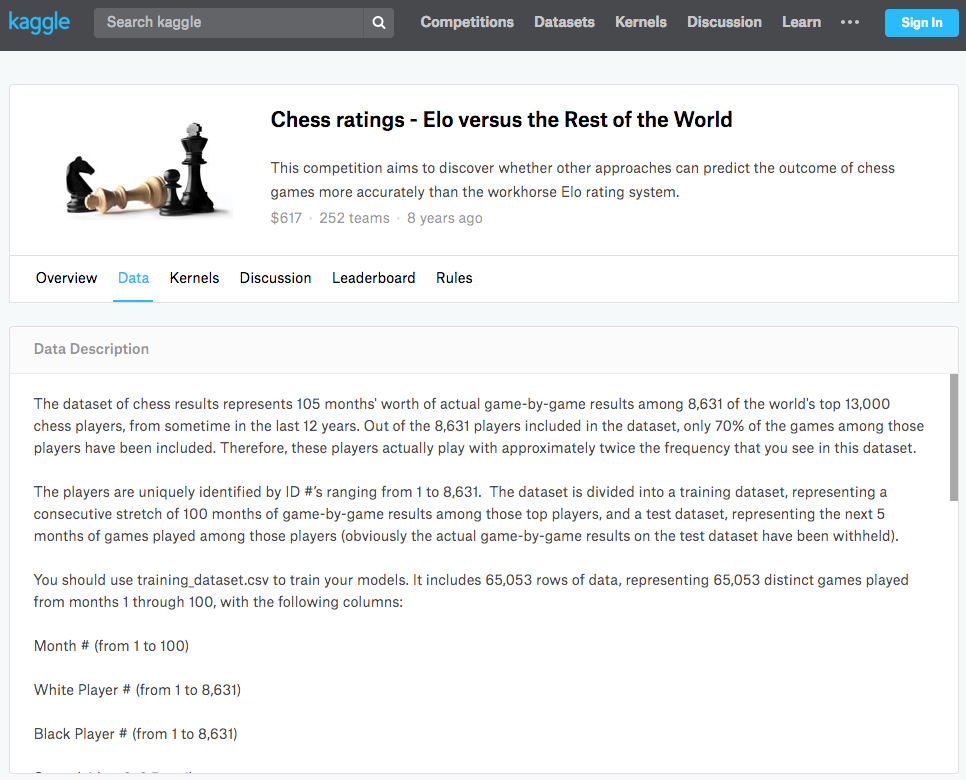 kaggle
Search kaggle
Competitions Datasets Kernels Discussion Learn ••• Sign In
Chess ratings - Elo versus the Rest of the World
This competition aims to discover whether other approaches can predict the outcome of chess
games more accurately than the workhorse Elo rating system.
$617 · 252 teams · 8 years ago
Overview Data Kernels Discussion Leaderboard Rules
Data Description
The dataset of chess results represents 105 months' worth of actual game-by-game results among 8,631 of the world's top 13,000
chess players, from sometime in the last 12 years. Out of the 8,631 players included in the dataset, only 70% of the games among those
players have been included. Therefore, these players actually play with approximately twice the frequency that you see in this dataset.
The players are uniquely identified by ID #'s ranging from 1 to 8,631.  The dataset is divided into a training dataset, representing a
consecutive stretch of 100 months of game-by-game results among those top players, and a test dataset, representing the next 5
months of games played among those players (obviously the actual game-by-game results on the test dataset have been withheld).
You should use training_dataset.csv to train your models. It includes 65,053 rows of data, representing 65,053 distinct games played
from months 1 through 100, with the following columns:
Month # (from 1 to 100)
White Player # (from 1 to 8,631)
Black Player # (from 1 to 8,631)